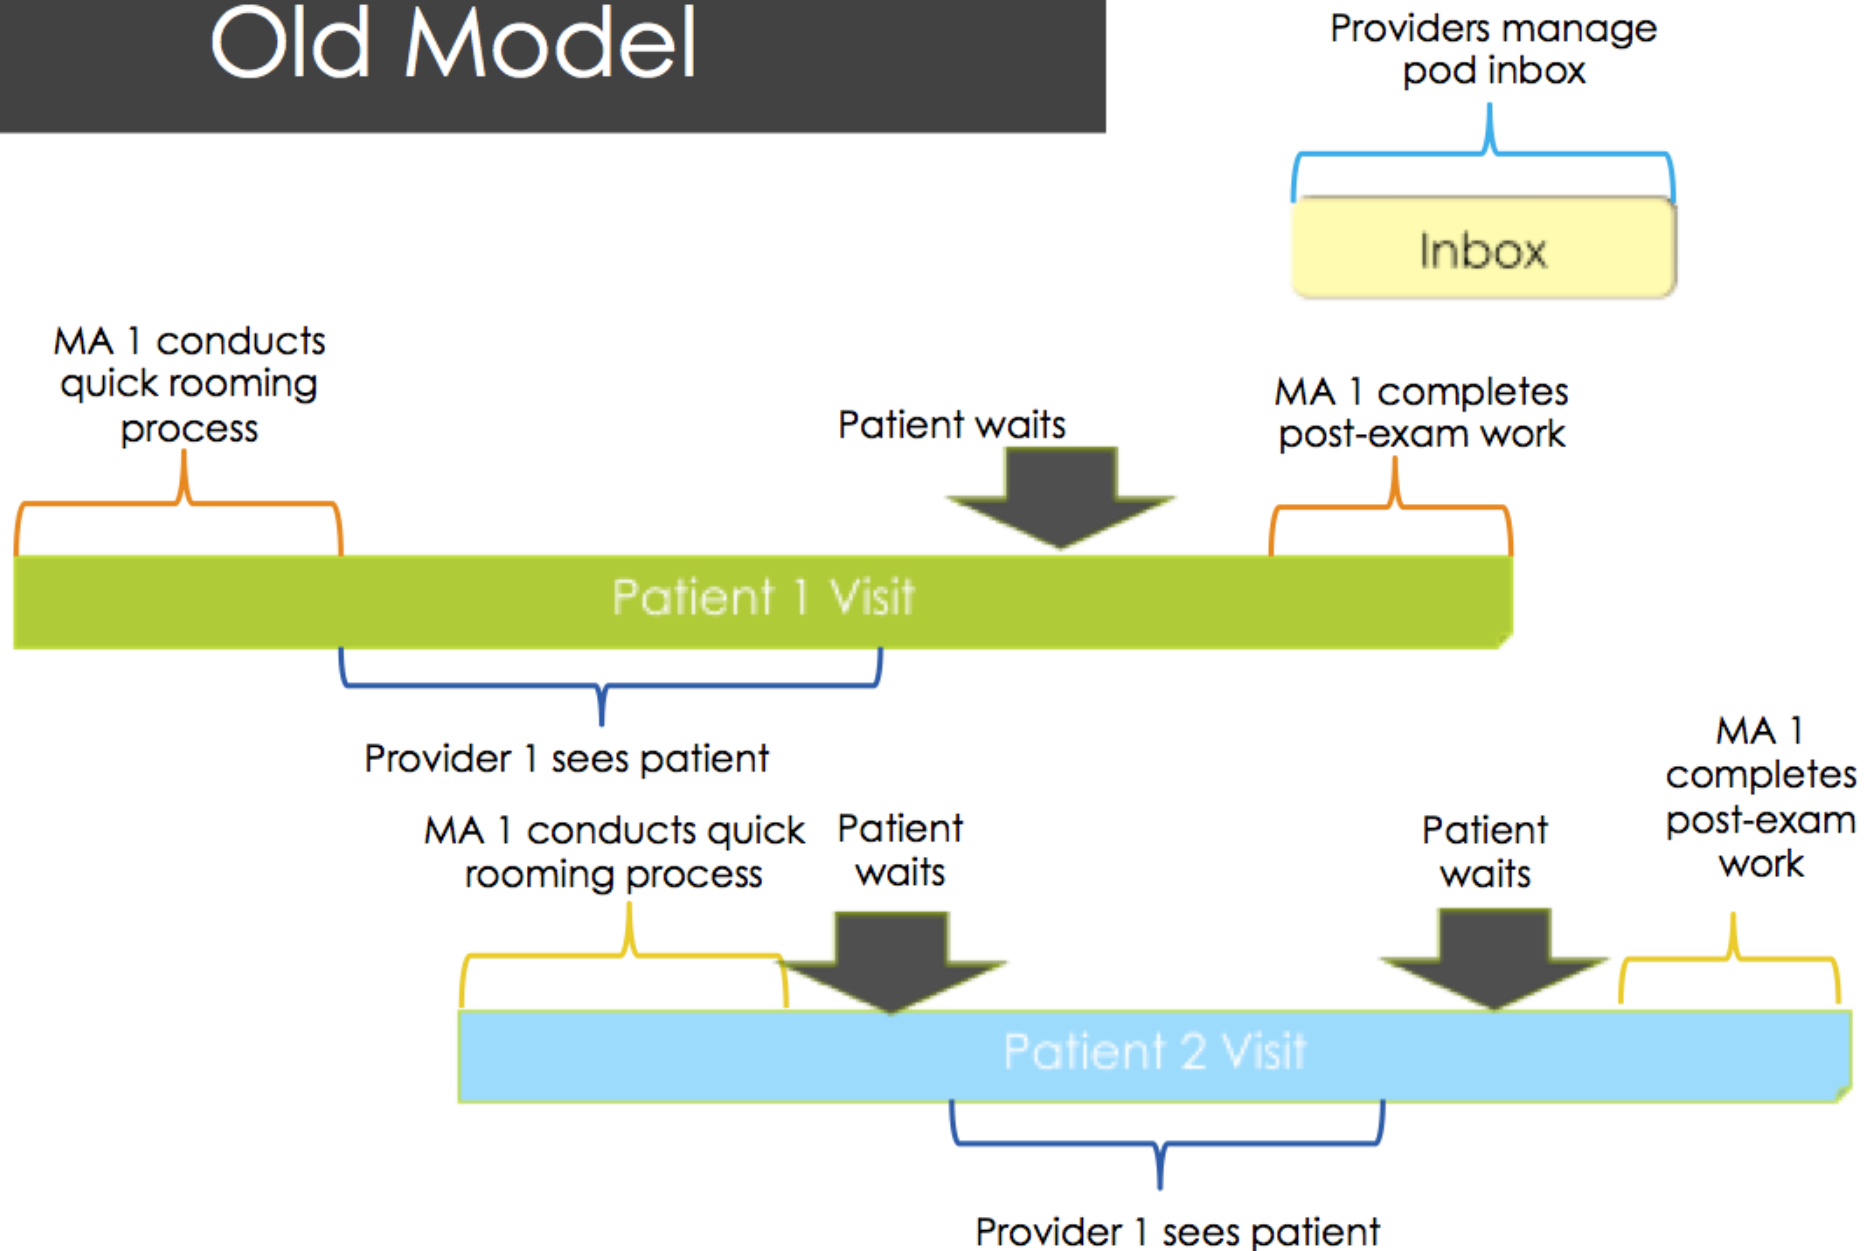 Old Model
Providers manage
pod inbox
Inbox
MA 1 conducts
quick rooming
process
Patient waits
MA 1 completes
post-exam work
Patient 1 Visit
Provider 1 sees patient
MA 1 conducts quick
rooming process
Patient
waits
Patient
waits
MA 1
completes
post-exam
work
Patient 2 Visit
Provider 1 sees patient